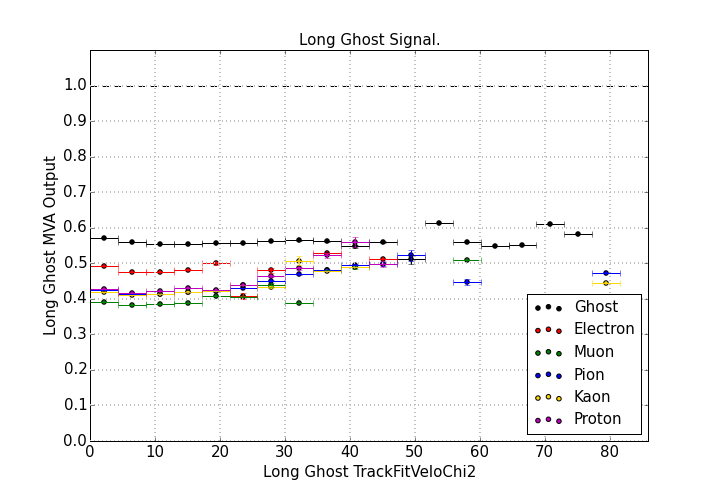 Long Ghost Signal.
Long Ghost MVA Output
1.0
0.9
0.8
0.7
0.6
0.5
0.4
0.3
0.2
0.1
0.0
0 10 20 30 40 50 60 70 80
Long Ghost TrackFitVeloChi2
Ghost
Electron
Muon
Pion
Kaon
Proton